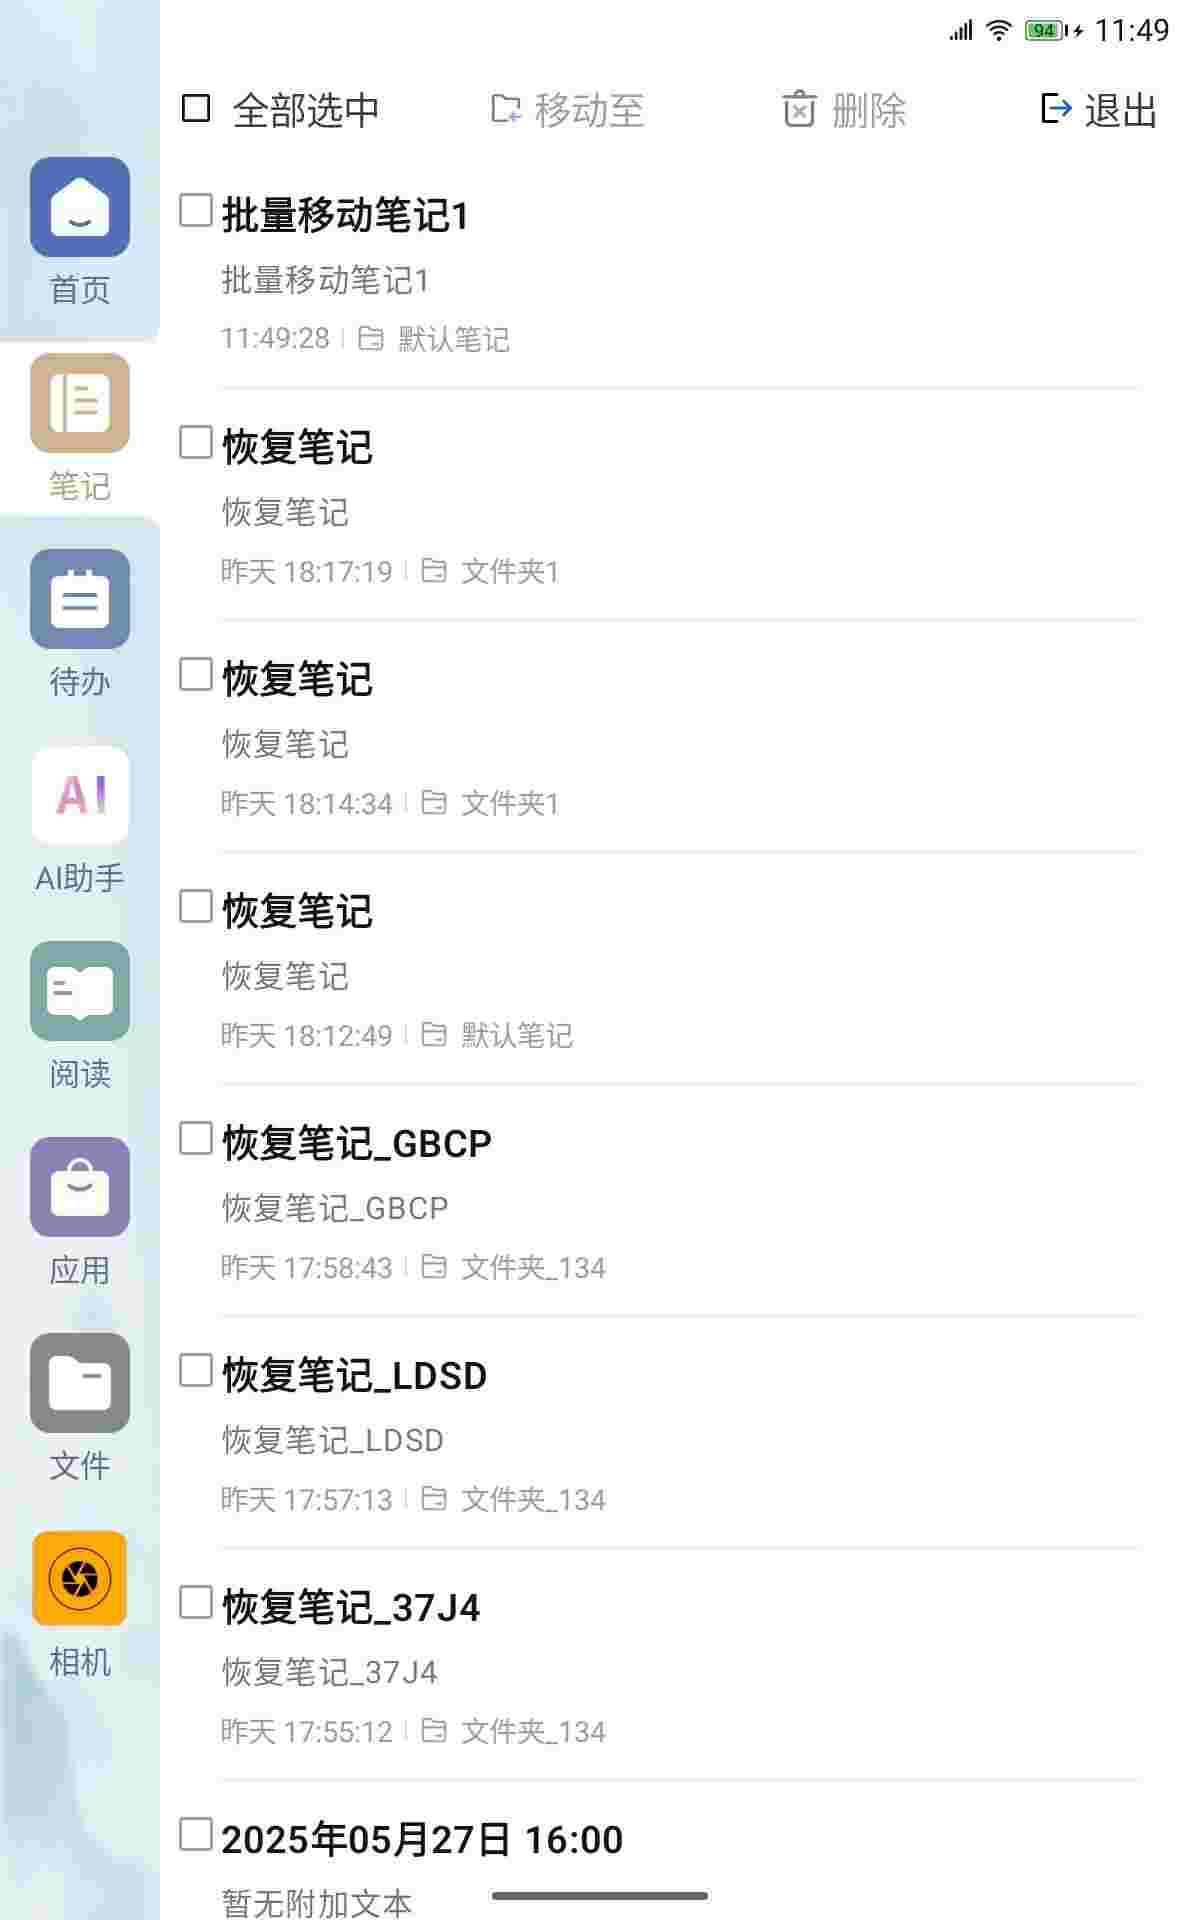 94 11:49
全部选中 移动至 删除 退出
首页
笔记
待办
AI
AI助手
阅读
应用
文件
相机
批量移动笔记1
批量移动笔记1
11:49:28 默认笔记
恢复笔记
恢复笔记
昨天 18:17:19 文件夹1
恢复笔记
恢复笔记
昨天 18:14:34 文件夹1
恢复笔记
恢复笔记
昨天 18:12:49 默认笔记
恢复笔记_GBCP
恢复笔记_GBCP
昨天 17:58:43 文件夹_134
恢复笔记_LDSD
恢复笔记_LDSD
昨天 17:57:13 文件夹_134
恢复笔记_37J4
恢复笔记_37J4
昨天 17:55:12 文件夹_134
2025年05月27日 16:00
暂无附加文本